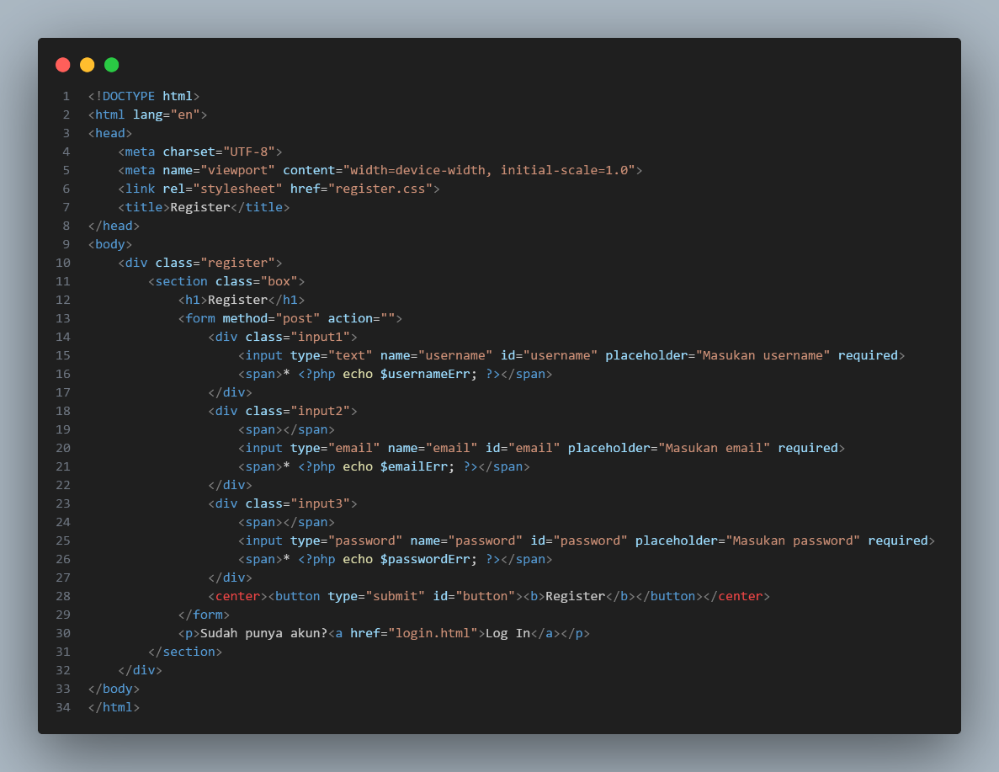 1 <!DOCTYPE html>
2 <html lang="en">
3 <head>
4     <meta charset="UTF-8">
5     <meta name="viewport" content="width=device-width, initial-scale=1.0">
6     <link rel="stylesheet" href="register.css">
7     <title>Register</title>
8 </head>
9 <body>
10     <div class="register">
11         <section class="box">
12             <h1>Register</h1>
13             <form method="post" action="">
14                 <div class="input1">
15                     <input type="text" name="username" id="username" placeholder="Masukan username" required>
16                     <span>* <?php echo $usernameErr; ?></span>
17                 </div>
18                 <div class="input2">
19                     <span></span>
20                     <input type="email" name="email" id="email" placeholder="Masukan email" required>
21                     <span>* <?php echo $emailErr; ?></span>
22                 </div>
23                 <div class="input3">
24                     <span></span>
25                     <input type="password" name="password" id="password" placeholder="Masukan password" required>
26                     <span>* <?php echo $passwordErr; ?></span>
27                 </div>
28                 <center><button type="submit" id="button"><b>Register</b></button></center>
29             </form>
30             <p>Sudah punya akun?<a href="login.html">Log In</a></p>
31         </section>
32     </div>
33 </body>
34 </html>